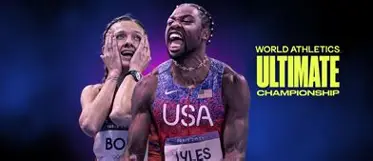 WORLD ATHLETICS
ULTIMATE
CHAMPIONSHIP
USA
BO
LYLES